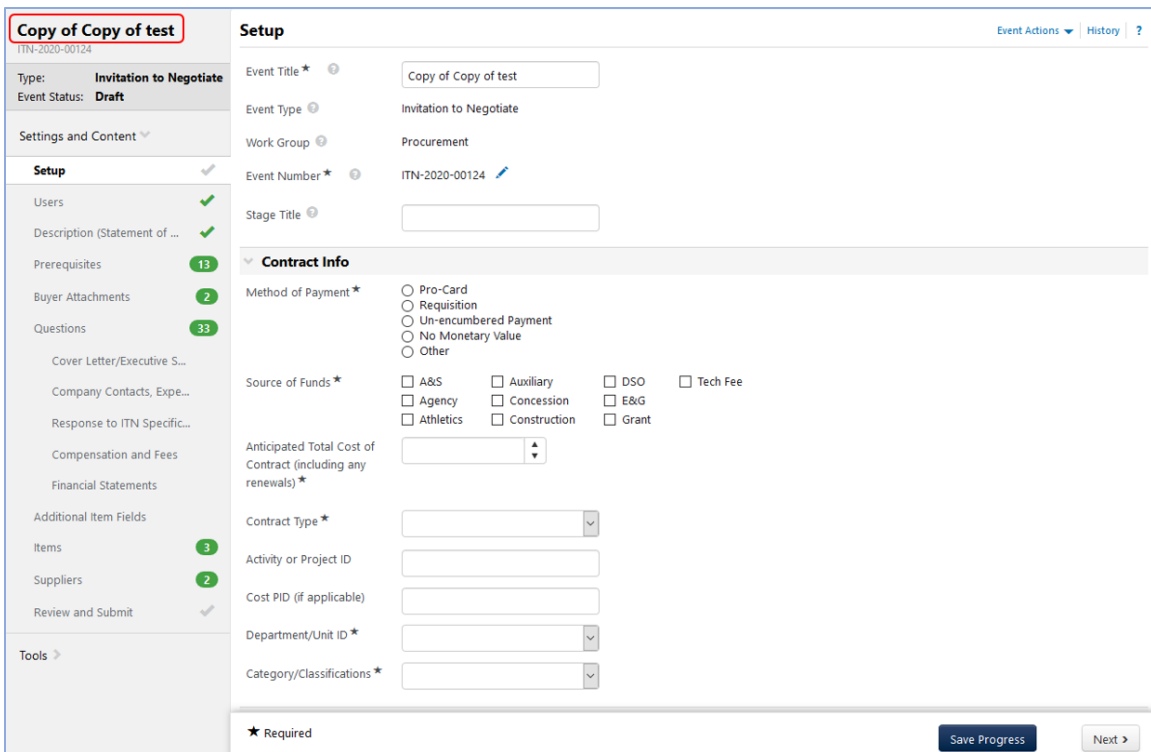 Copy of Copy of test
ITN-2020-00124
Type: Invitation to Negotiate
Event Status: Draft
Settings and Content
Setup
Users
Description (Statement of ...
Prerequisites 13
Buyer Attachments 2
Questions 33
Cover Letter/Executive S...
Company Contacts, Expe...
Response to ITN Specific...
Compensation and Fees
Financial Statements
Additional Item Fields
Items 3
Suppliers 2
Review and Submit
Tools
Setup
Event Actions History ?
Event Title ★ ? Copy of Copy of test
Event Type ? Invitation to Negotiate
Work Group ? Procurement
Event Number ★ ? ITN-2020-00124
Stage Title ?
Contract Info
Method of Payment ★
Pro-Card
Requisition
Un-encumbered Payment
No Monetary Value
Other
Source of Funds ★
A&S Auxiliary DSO Tech Fee
Agency Concession E&G
Athletics Construction Grant
Anticipated Total Cost of
Contract (including any
renewals) ★
Contract Type ★
Activity or Project ID
Cost PID (if applicable)
Department/Unit ID ★
Category/Classifications ★
★ Required
Save Progress
Next >